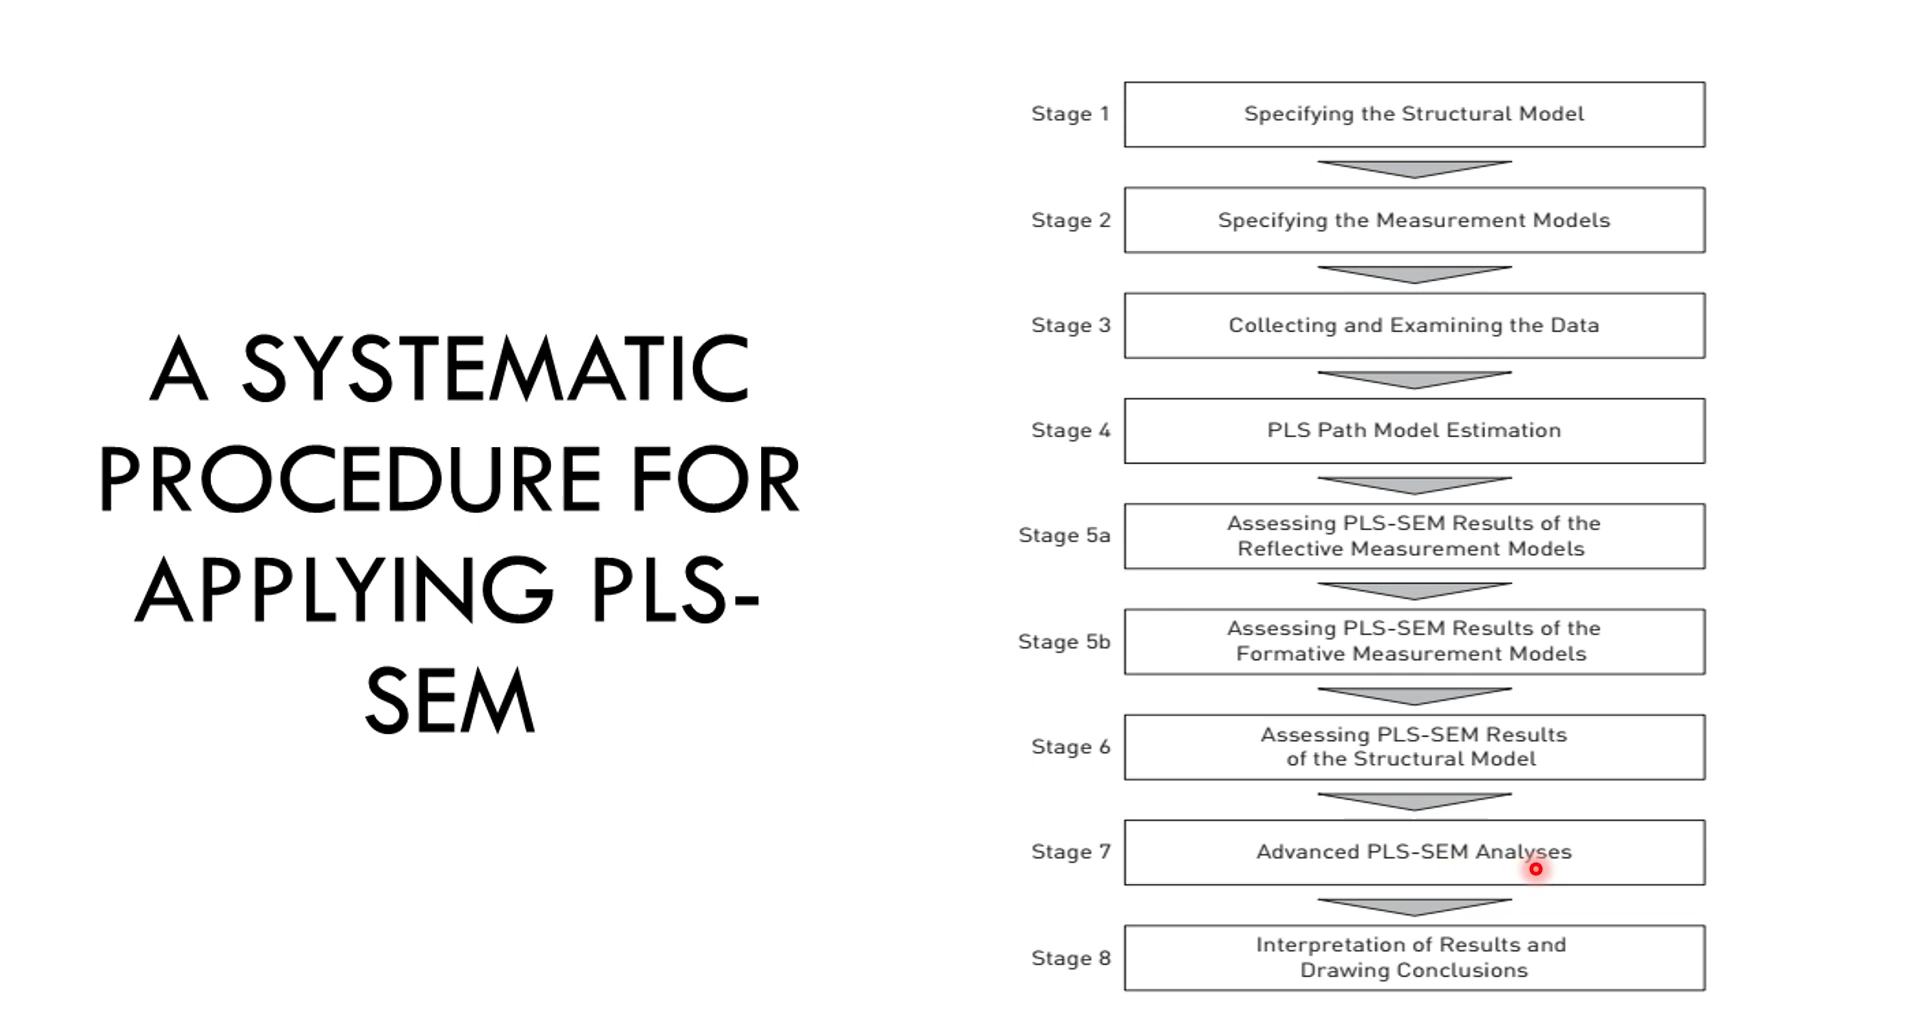 A SYSTEMATIC
PROCEDURE FOR
APPLYING PLS-
SEM
Stage 1
Specifying the Structural Model
Stage 2
Specifying the Measurement Models
Stage 3
Collecting and Examining the Data
Stage 4
PLS Path Model Estimation
Stage 5a
Assessing PLS-SEM Results of the
Reflective Measurement Models
Stage 5b
Assessing PLS-SEM Results of the
Formative Measurement Models
Stage 6
Assessing PLS-SEM Results
of the Structural Model
Stage 7
Advanced PLS-SEM Analyses
Stage 8
Interpretation of Results and
Drawing Conclusions